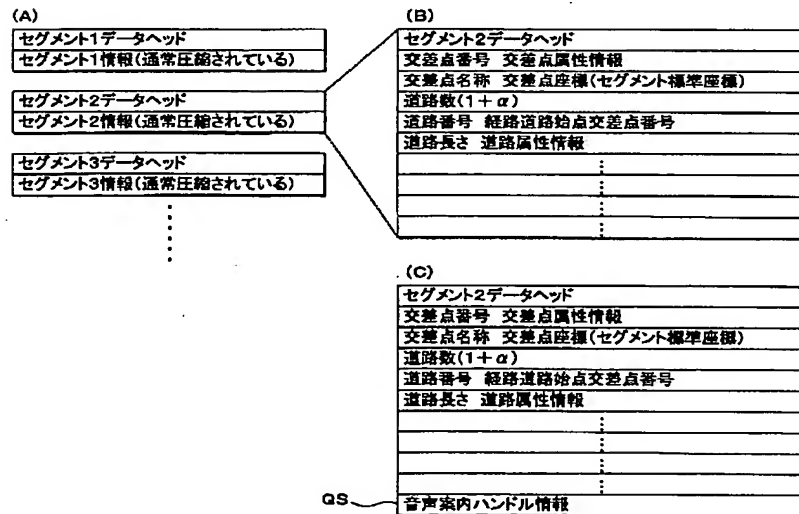 (A)
セグメント1データヘッド
セグメント1情報(通常圧縮されている)
セグメント2データヘッド
セグメント2情報(通常圧縮されている)
セグメント3データヘッド
セグメント3情報(通常圧縮されている)
(B)
セグメント2データヘッド
交差点番号 交差点属性情報
交差点名称 交差点座標(セグメント標準座標)
道路数(1+α)
道路番号 経路道路始点交差点番号
道路長さ 道路属性情報
(C)
セグメント2データヘッド
交差点番号 交差点属性情報
交差点名称 交差点座標(セグメント標準座標)
道路数(1+α)
道路番号 経路道路始点交差点番号
道路長さ 道路属性情報
QS
音声案内ハンドル情報